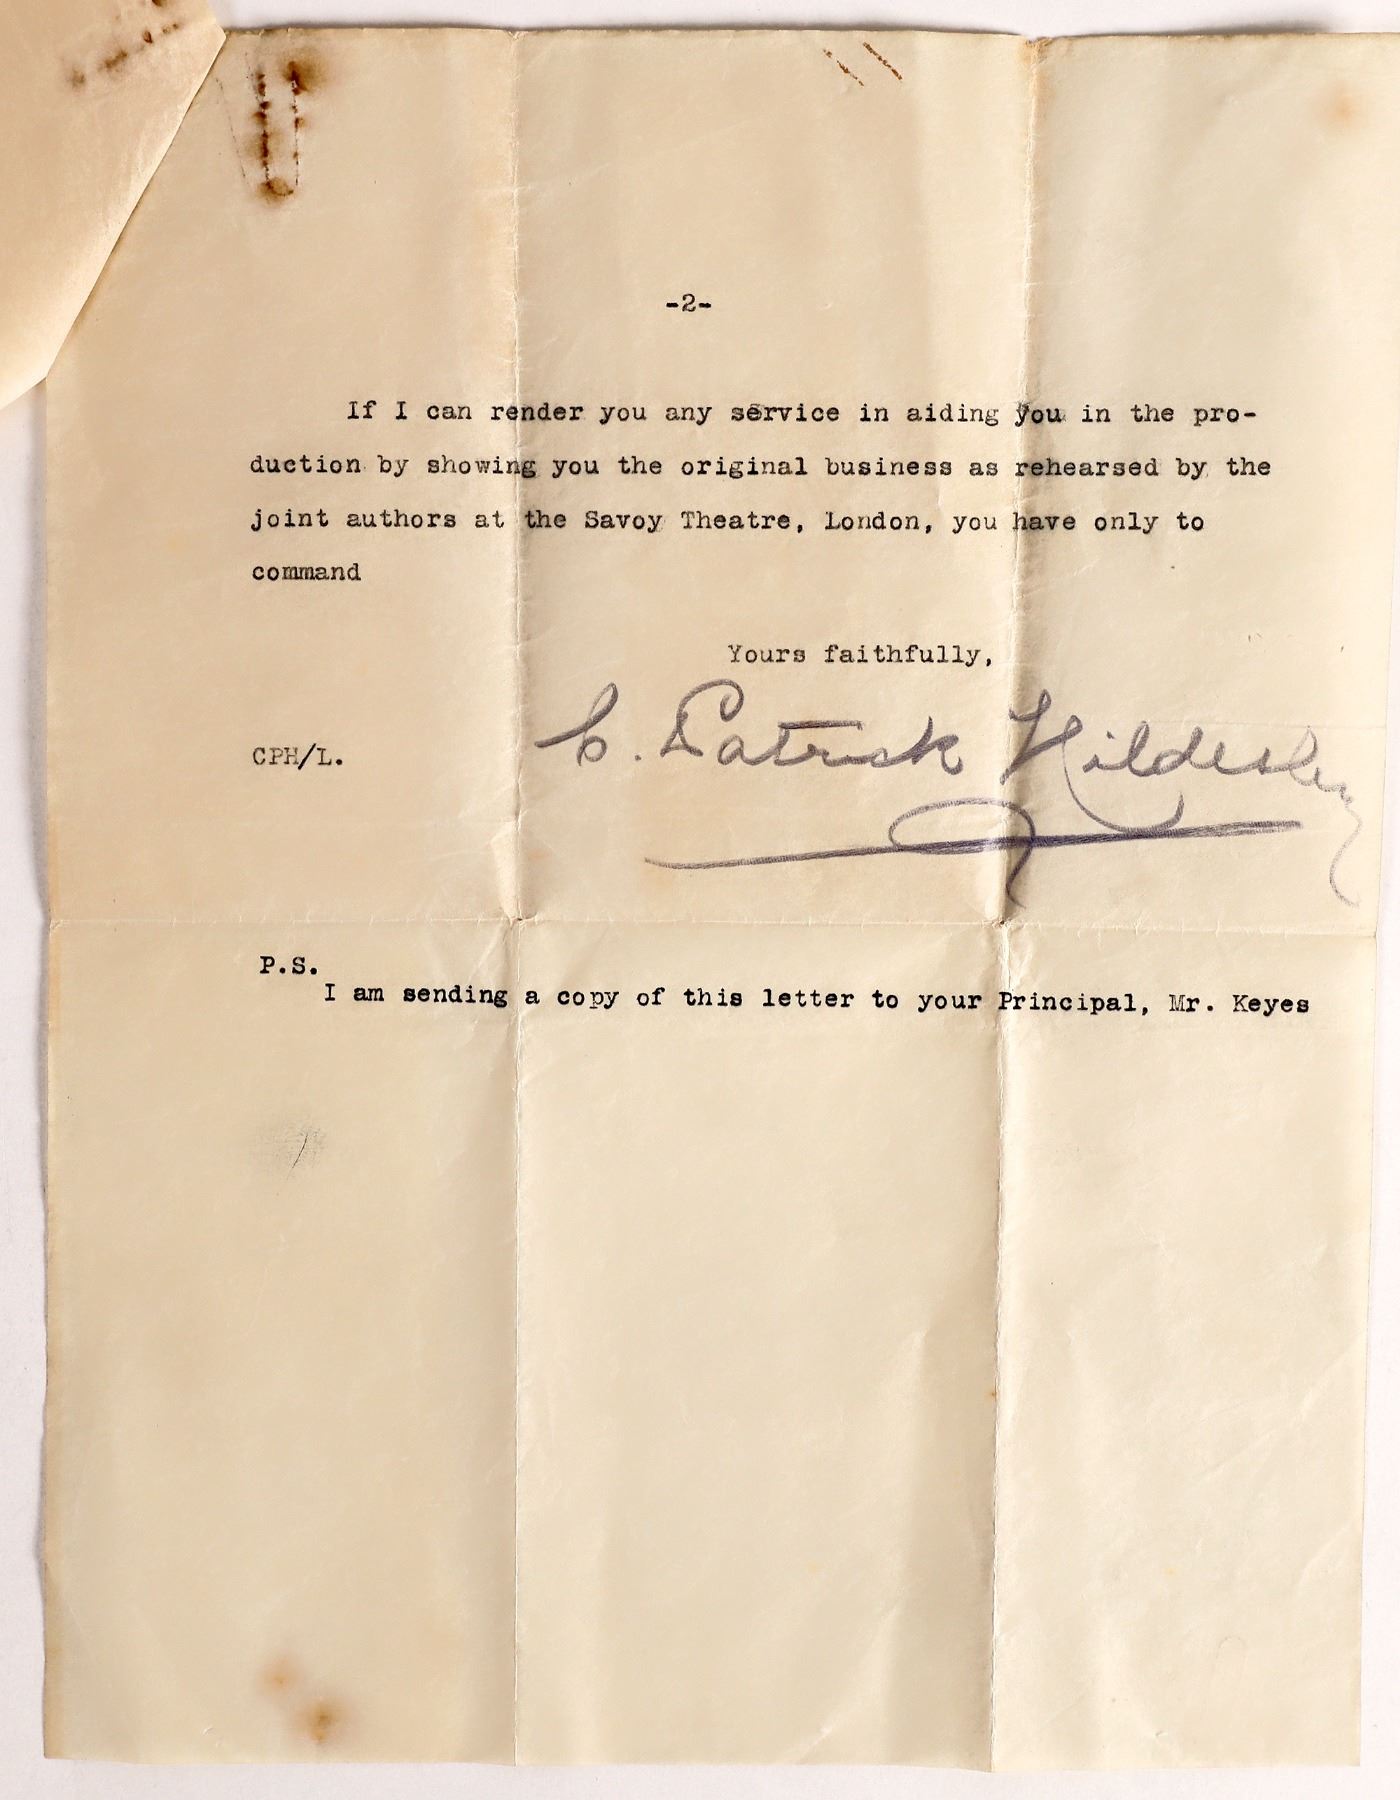 -2-
If I can render you any service in aiding you in the pro-
duction by showing you the original business as rehearsed by the
joint authors at the Savoy Theatre, London, you have only to
command
Yours faithfully,
C. Patrick Hildesley
CPH/L.
P.S.
I am sending a copy of this letter to your Principal, Mr. Keyes